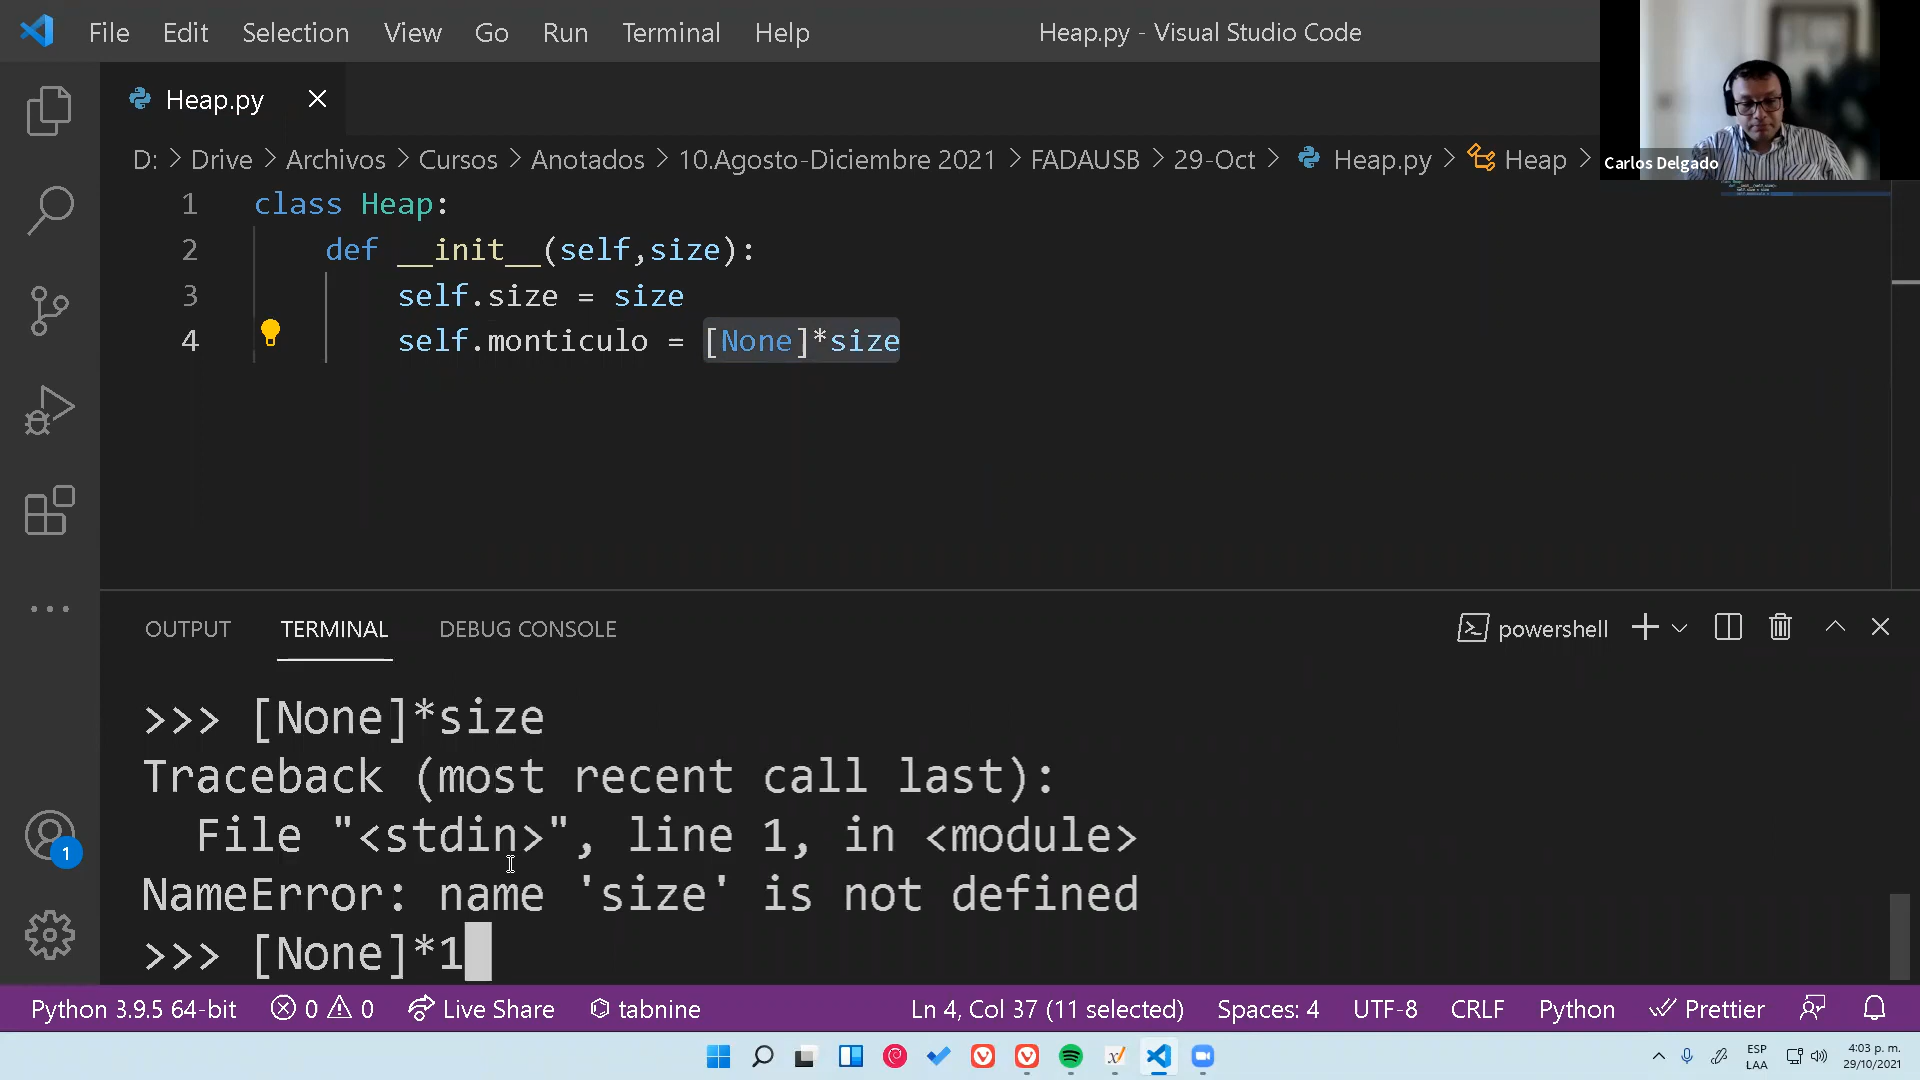 File Edit Selection View Go Run Terminal Help
Heap.py - Visual Studio Code
Heap.py
D: > Drive > Archivos > Cursos > Anotados > 10.Agosto-Diciembre 2021 > FADAUSB > 29-Oct > Heap.py > Heap >
Carlos Delgado
1 class Heap:
2 def __init__(self,size):
3 self.size = size
4 self.monticulo = [None]*size
OUTPUT TERMINAL DEBUG CONSOLE
powershell
>>> [None]*size
Traceback (most recent call last):
File "<stdin>", line 1, in <module>
NameError: name 'size' is not defined
>>> [None]*1
1
Python 3.9.5 64-bit 0 0 Live Share tabnine Ln 4, Col 37 (11 selected) Spaces: 4 UTF-8 CRLF Python Prettier
ESP
LAA
4:03 p. m.
29/10/2021